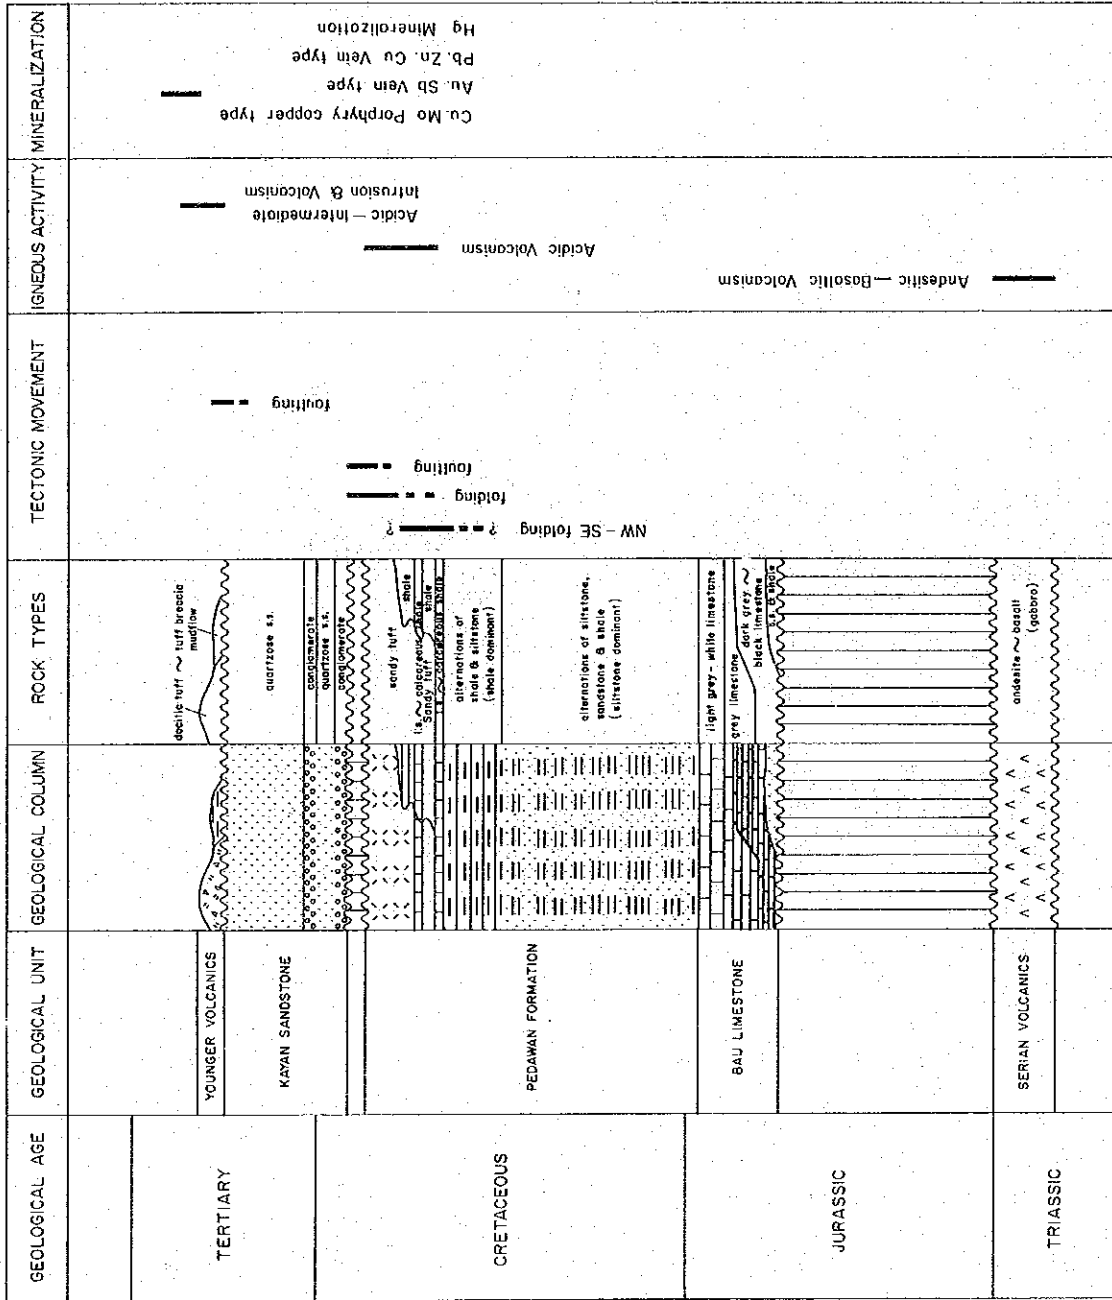 GEOLOGICAL AGE
GEOLOGICAL UNIT
GEOLOGICAL COLUMN
ROCK TYPES
TECTONIC MOVEMENT
IGNEOUS ACTIVITY
MINERALIZATION
TERTIARY
CRETACEOUS
JURASSIC
TRIASSIC
YOUNGER VOLCANICS
KAYAN SANDSTONE
PEDAWAN FORMATION
BAU LIMESTONE
SERIAN VOLCANICS
dacitic tuff ~ tuff breccia
mudflow
quartzose s.s.
conglomerate
quartzose s.s.
conglomerate
sandy tuff
shale
l.s. ~ calcareous shale
Sandy tuff
shale
l.s. ~ calcareous shale
alternations of
shale & siltstone
(shale dominant)
alternations of siltstone,
sandstone & shale
(siltstone dominant)
light grey - white limestone
grey limestone
dark grey ~
black limestone
s.s. & shale
andesite ~ basalt
(gabbro)
faulting
faulting
folding
? NW - SE folding ?
Acidic — Intermediate
Intrusion & Volcanism
Acidic Volcanism
Andesitic — Basaltic Volcanism
Cu. Mo Porphyry copper type
Au. Sb Vein type
Pb. Zn. Cu Vein type
Hg Mineralization